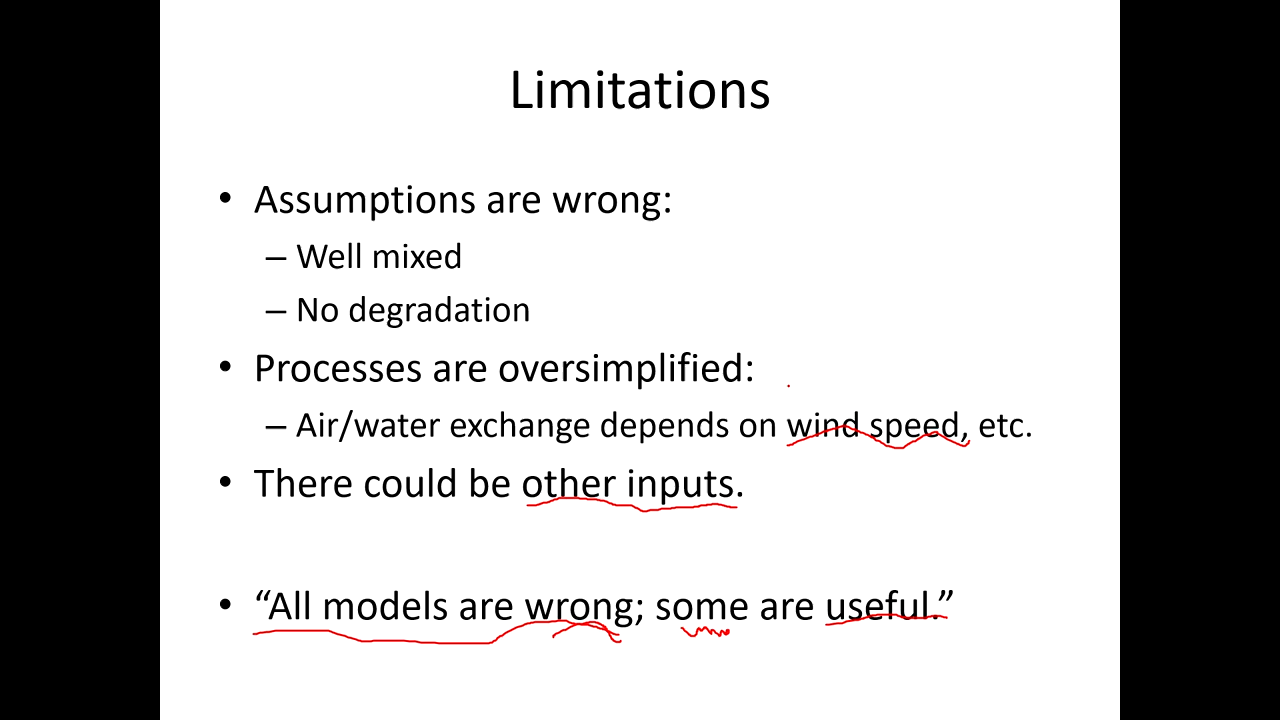 Limitations
• Assumptions are wrong:
– Well mixed
– No degradation
• Processes are oversimplified:
– Air/water exchange depends on wind speed, etc.
• There could be other inputs.
• “All models are wrong; some are useful.”